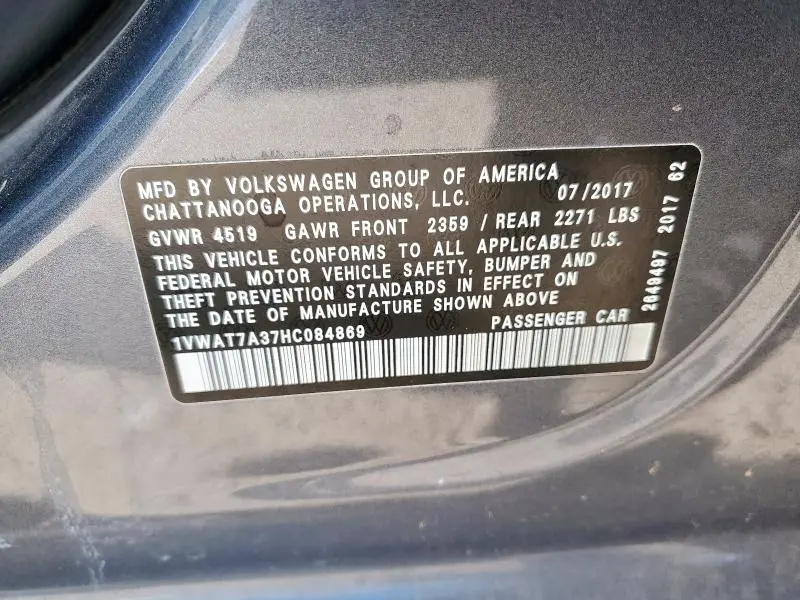 MFD BY VOLKSWAGEN GROUP OF AMERICA
CHATTANOOGA OPERATIONS, LLC. 07/2017
GVWR 4519 GAWR FRONT 2359 / REAR 2271 LBS
THIS VEHICLE CONFORMS TO ALL APPLICABLE U.S.
FEDERAL MOTOR VEHICLE SAFETY, BUMPER AND
THEFT PREVENTION STANDARDS IN EFFECT ON
THE DATE OF MANUFACTURE SHOWN ABOVE
1VWAT7A37HC084869 PASSENGER CAR
2849497 2017 62